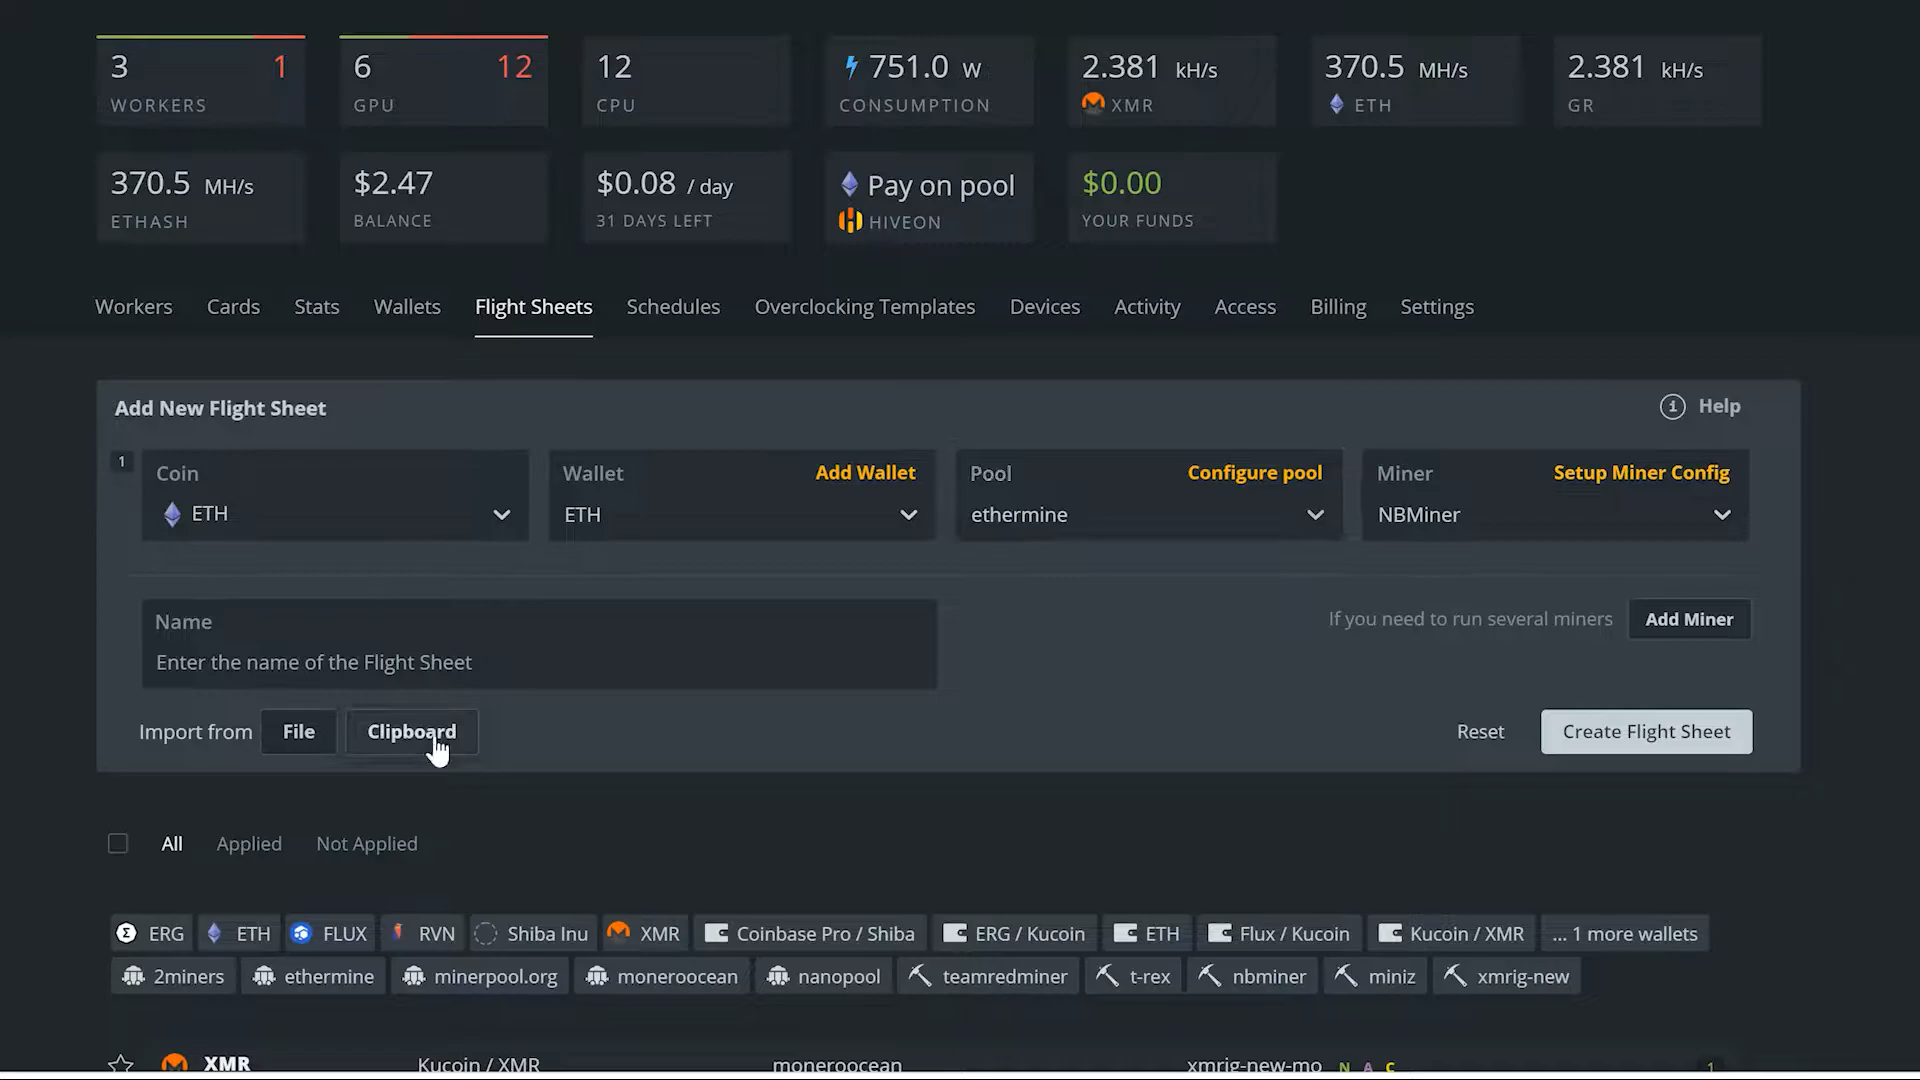 3 1 6 12 12 751.0 W 2.381 kH/s 370.5 MH/s 2.381 kH/s
WORKERS GPU CPU CONSUMPTION XMR ETH GR
370.5 MH/s $2.47 $0.08 / day Pay on pool $0.00
ETHASH BALANCE 31 DAYS LEFT HIVEON YOUR FUNDS
Workers Cards Stats Wallets Flight Sheets Schedules Overclocking Templates Devices Activity Access Billing Settings
Add New Flight Sheet Help
1 Coin Wallet Add Wallet Pool Configure pool Miner Setup Miner Config
ETH ETH ethermine NBMiner
Name If you need to run several miners Add Miner
Enter the name of the Flight Sheet
Import from File Clipboard Reset Create Flight Sheet
All Applied Not Applied
ERG ETH FLUX RVN Shiba Inu XMR Coinbase Pro / Shiba ERG / Kucoin ETH Flux / Kucoin Kucoin / XMR ... 1 more wallets
2miners ethermine minerpool.org moneroocean nanopool teamredminer t-rex nbminer miniz xmrig-new
XMR Kucoin / XMR moneroocean xmrig-new-mo N A C 1